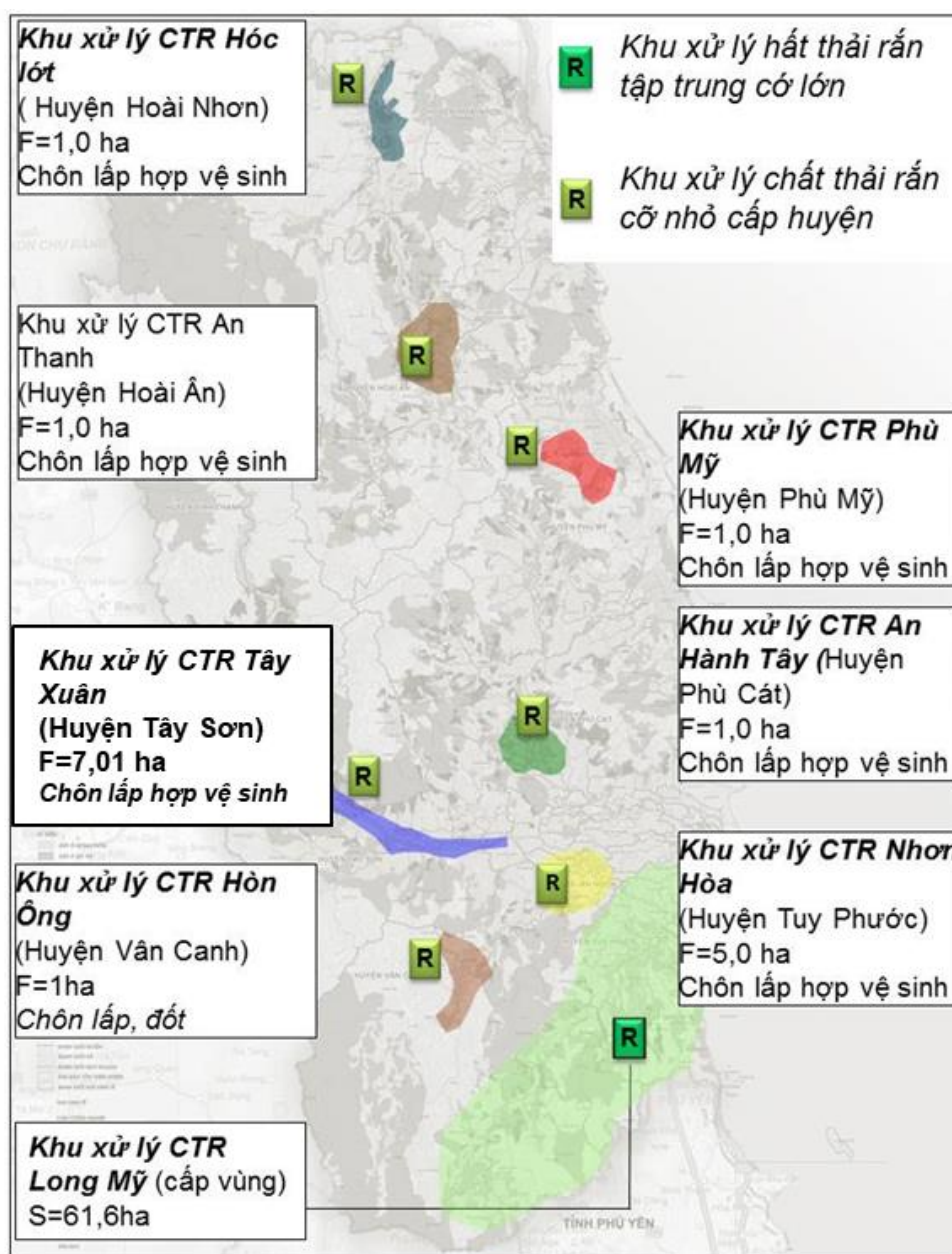 Khu xử lý CTR Hóc
lớt
( Huyện Hoài Nhơn)
F=1,0 ha
Chôn lấp hợp vệ sinh
R
Khu xử lý hất thải rắn
tập trung cớ lớn
R
Khu xử lý chất thải rắn
cỡ nhỏ cấp huyện
R
Khu xử lý CTR An
Thanh
(Huyện Hoài Ân)
F=1,0 ha
Chôn lấp hợp vệ sinh
R
R
Khu xử lý CTR Phù
Mỹ
(Huyện Phù Mỹ)
F=1,0 ha
Chôn lấp hợp vệ sinh
K' Bang
Khu xử lý CTR Tây
Xuân
(Huyện Tây Sơn)
F=7,01 ha
Chôn lấp hợp vệ sinh
R
R
Khu xử lý CTR An
Hành Tây (Huyện
Phù Cát)
F=1,0 ha
Chôn lấp hợp vệ sinh
Khu xử lý CTR Hòn
Ông
(Huyện Vân Canh)
F=1ha
Chôn lấp, đốt
R
R
Khu xử lý CTR Nhơn
Hòa
(Huyện Tuy Phước)
F=5,0 ha
Chôn lấp hợp vệ sinh
R
Khu xử lý CTR
Long Mỹ (cấp vùng)
S=61,6ha
TỈNH PHÚ YÊN